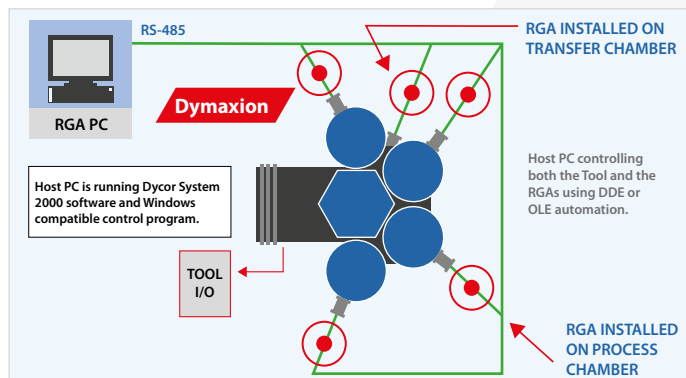 RS-485
RGA PC
Dymaxion
RGA INSTALLED ON
TRANSFER CHAMBER
Host PC is running Dycor System
2000 software and Windows
compatible control program.
Host PC controlling
both the Tool and the
RGAs using DDE or
OLE automation.
TOOL
I/O
RGA INSTALLED
ON PROCESS
CHAMBER